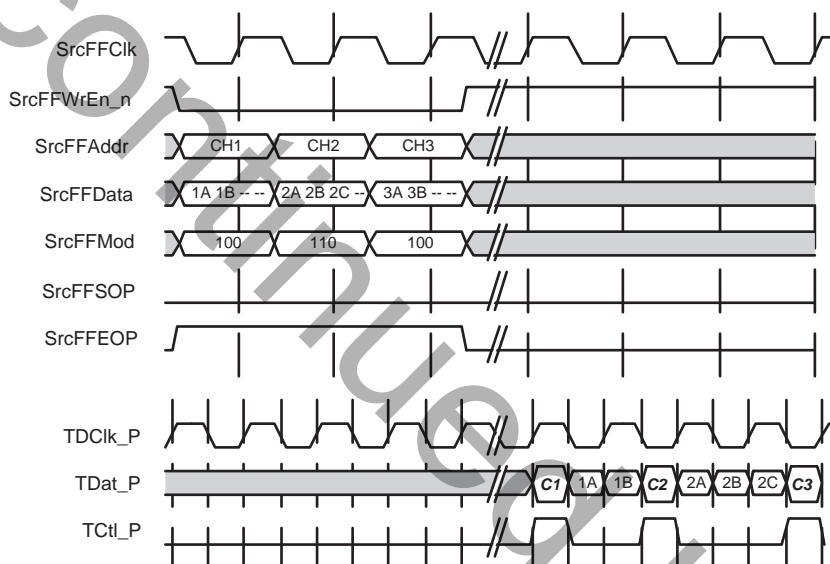 SrcFFClk
SrcFFWrEn_n
SrcFFAddr CH1 CH2 CH3
SrcFFData 1A 1B -- -- 2A 2B 2C -- 3A 3B -- --
SrcFFMod 100 110 100
SrcFFSOP
SrcFFEOP
TDClk_P
TDat_P C1 1A 1B C2 2A 2B 2C C3
TCtl_P
continued